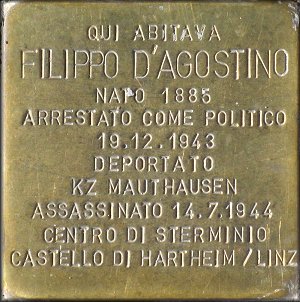 QUI ABITAVA
FILIPPO D'AGOSTINO
NATO 1885
ARRESTATO COME POLITICO
19.12.1943
DEPORTATO
KZ MAUTHAUSEN
ASSASSINATO 14.7.1944
CENTRO DI STERMINIO
CASTELLO DI HARTHEIM/LINZ